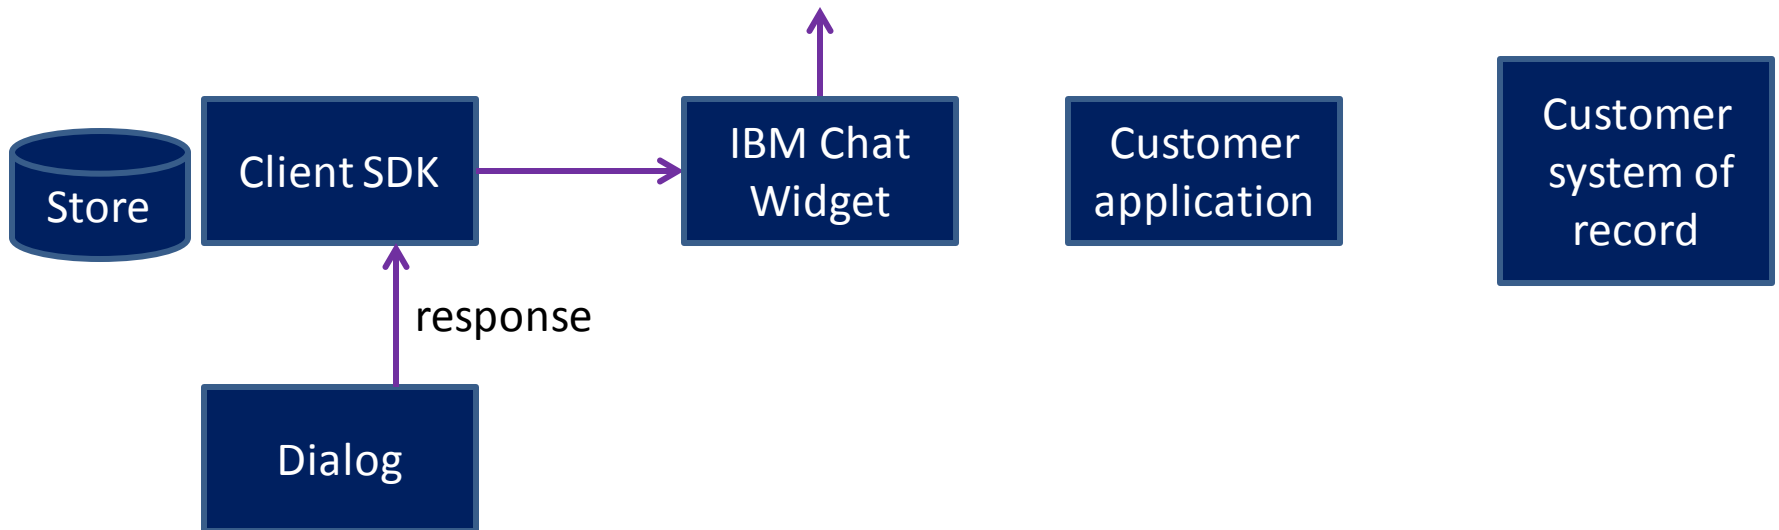 Store
Client SDK
IBM Chat
Widget
Customer
application
Customer
system of
record
response
Dialog